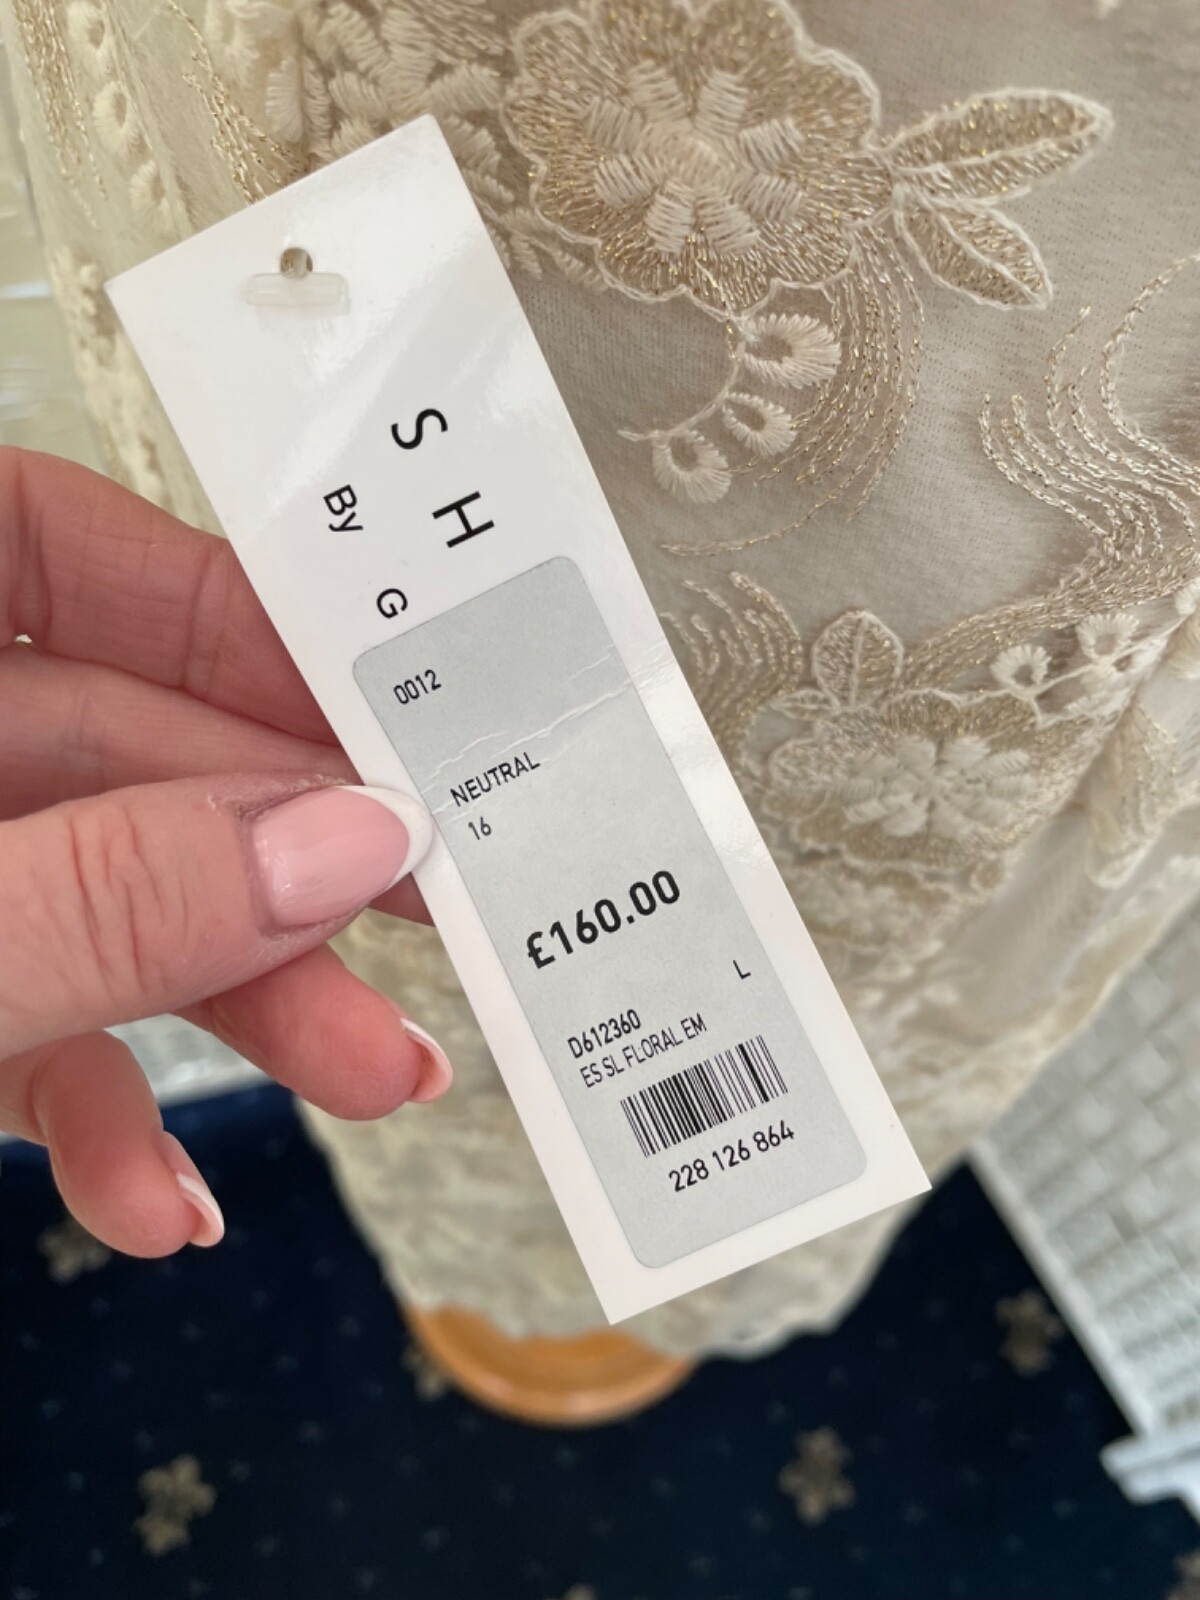 S H
By G
0012
NEUTRAL
16
£160.00
L
D612360
ES SL FLORAL EM
228 126 864